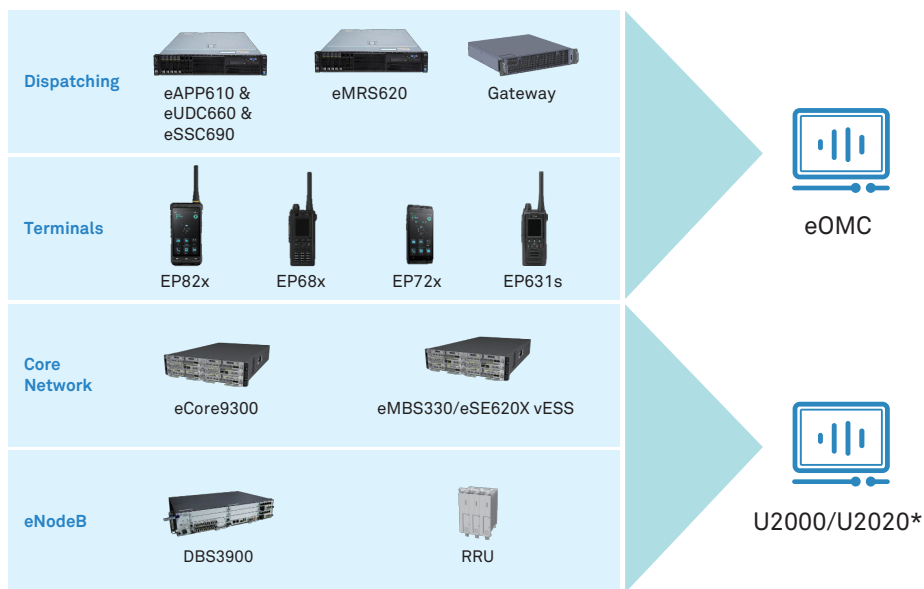 Dispatching
eAPP610 &
eUDC660 &
eSSC690
eMRS620
Gateway
Terminals
EP82x
EP68x
EP72x
EP631s
eOMC
Core
Network
eCore9300
eMBS330/eSE620X vESS
eNodeB
DBS3900
RRU
U2000/U2020*